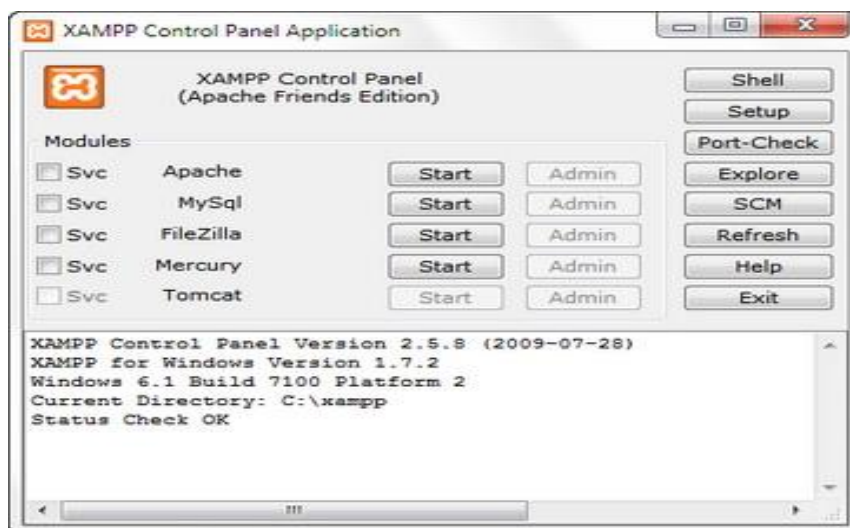 XAMPP Control Panel Application
XAMPP Control Panel
(Apache Friends Edition)
Shell
Setup
Port-Check
Explore
SCM
Refresh
Help
Exit
Modules
Svc Apache Start Admin
Svc MySql Start Admin
Svc FileZilla Start Admin
Svc Mercury Start Admin
Svc Tomcat Start Admin
XAMPP Control Panel Version 2.5.8 (2009-07-28)
XAMPP for Windows Version 1.7.2
Windows 6.1 Build 7100 Platform 2
Current Directory: C:\xampp
Status Check OK